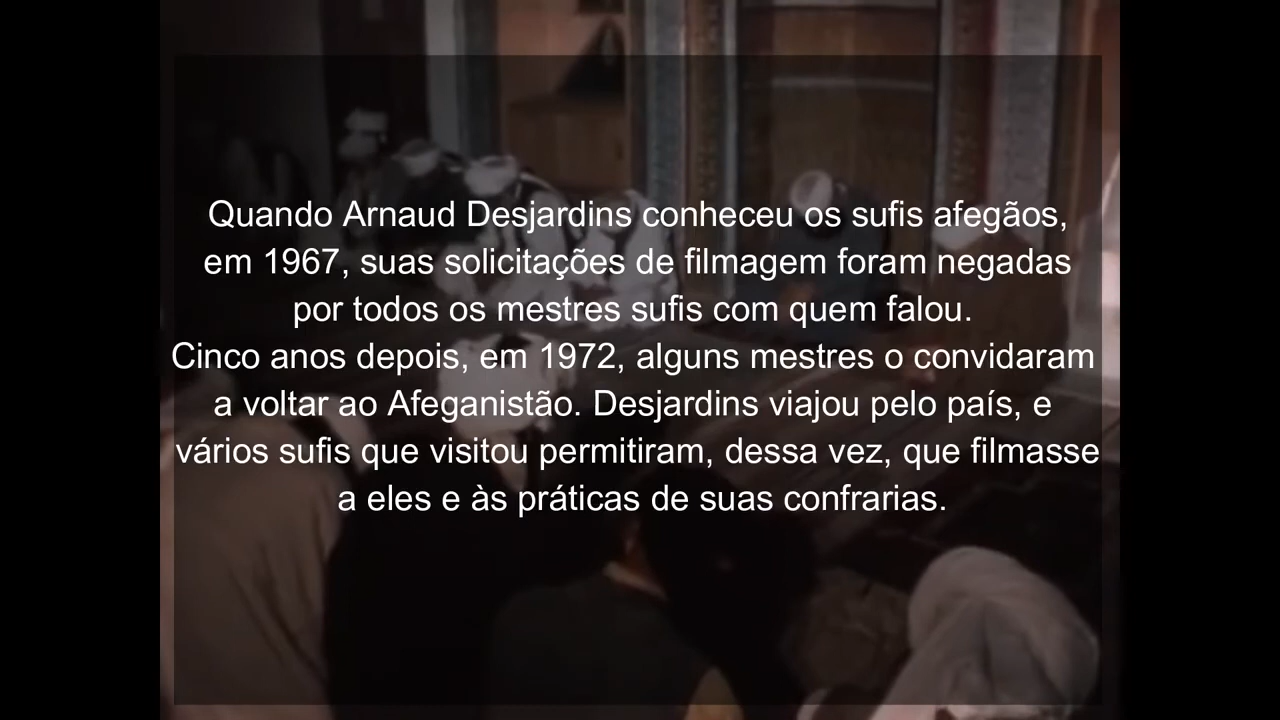 Quando Arnaud Desjardins conheceu os sufis afegãos,
em 1967, suas solicitações de filmagem foram negadas
por todos os mestres sufis com quem falou.
Cinco anos depois, em 1972, alguns mestres o convidaram
a voltar ao Afeganistão. Desjardins viajou pelo país, e
vários sufis que visitou permitiram, dessa vez, que filmasse
a eles e às práticas de suas confrarias.